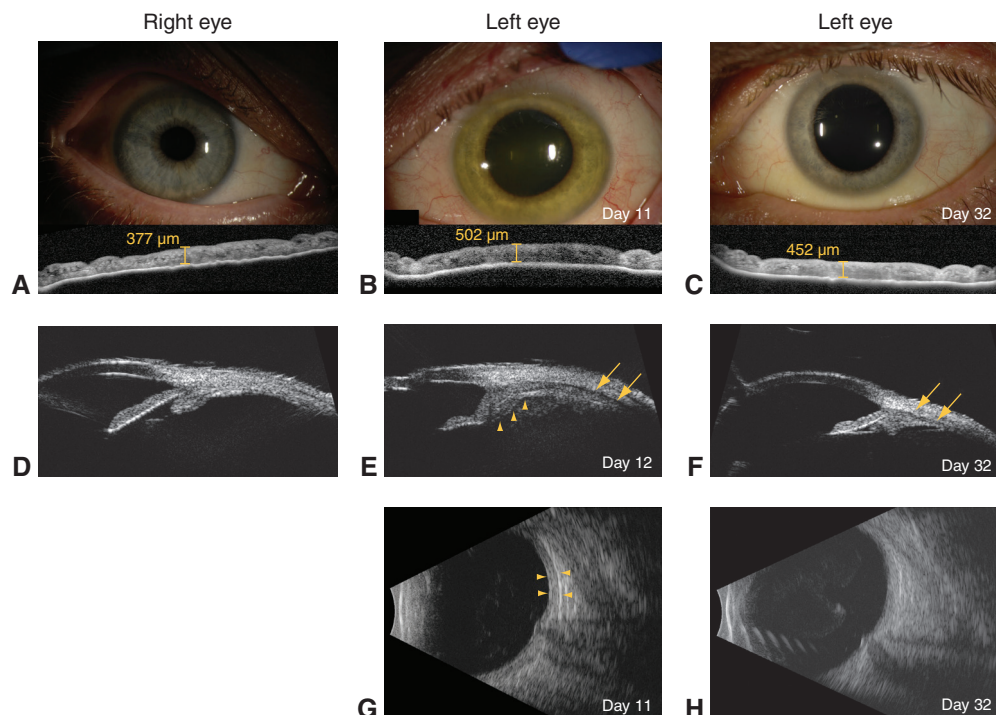 Right eye
Left eye
Left eye
Day 11
Day 32
377 µm
502 µm
452 µm
A
B
C
D
E
Day 12
F
Day 32
G
Day 11
H
Day 32